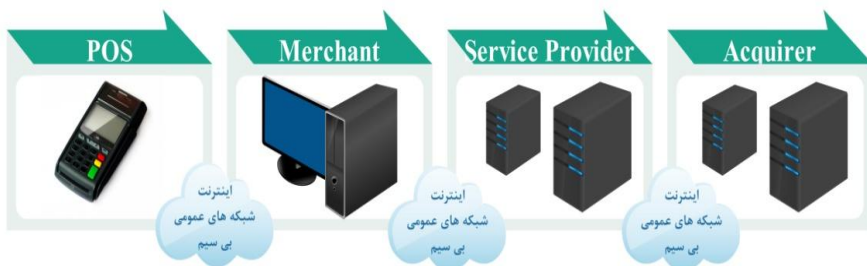 POS
Merchant
Service Provider
Acquirer
اینترنت
شبکه های عمومی
بی سیم
اینترنت
شبکه های عمومی
بی سیم
اینترنت
شبکه های عمومی
بی سیم